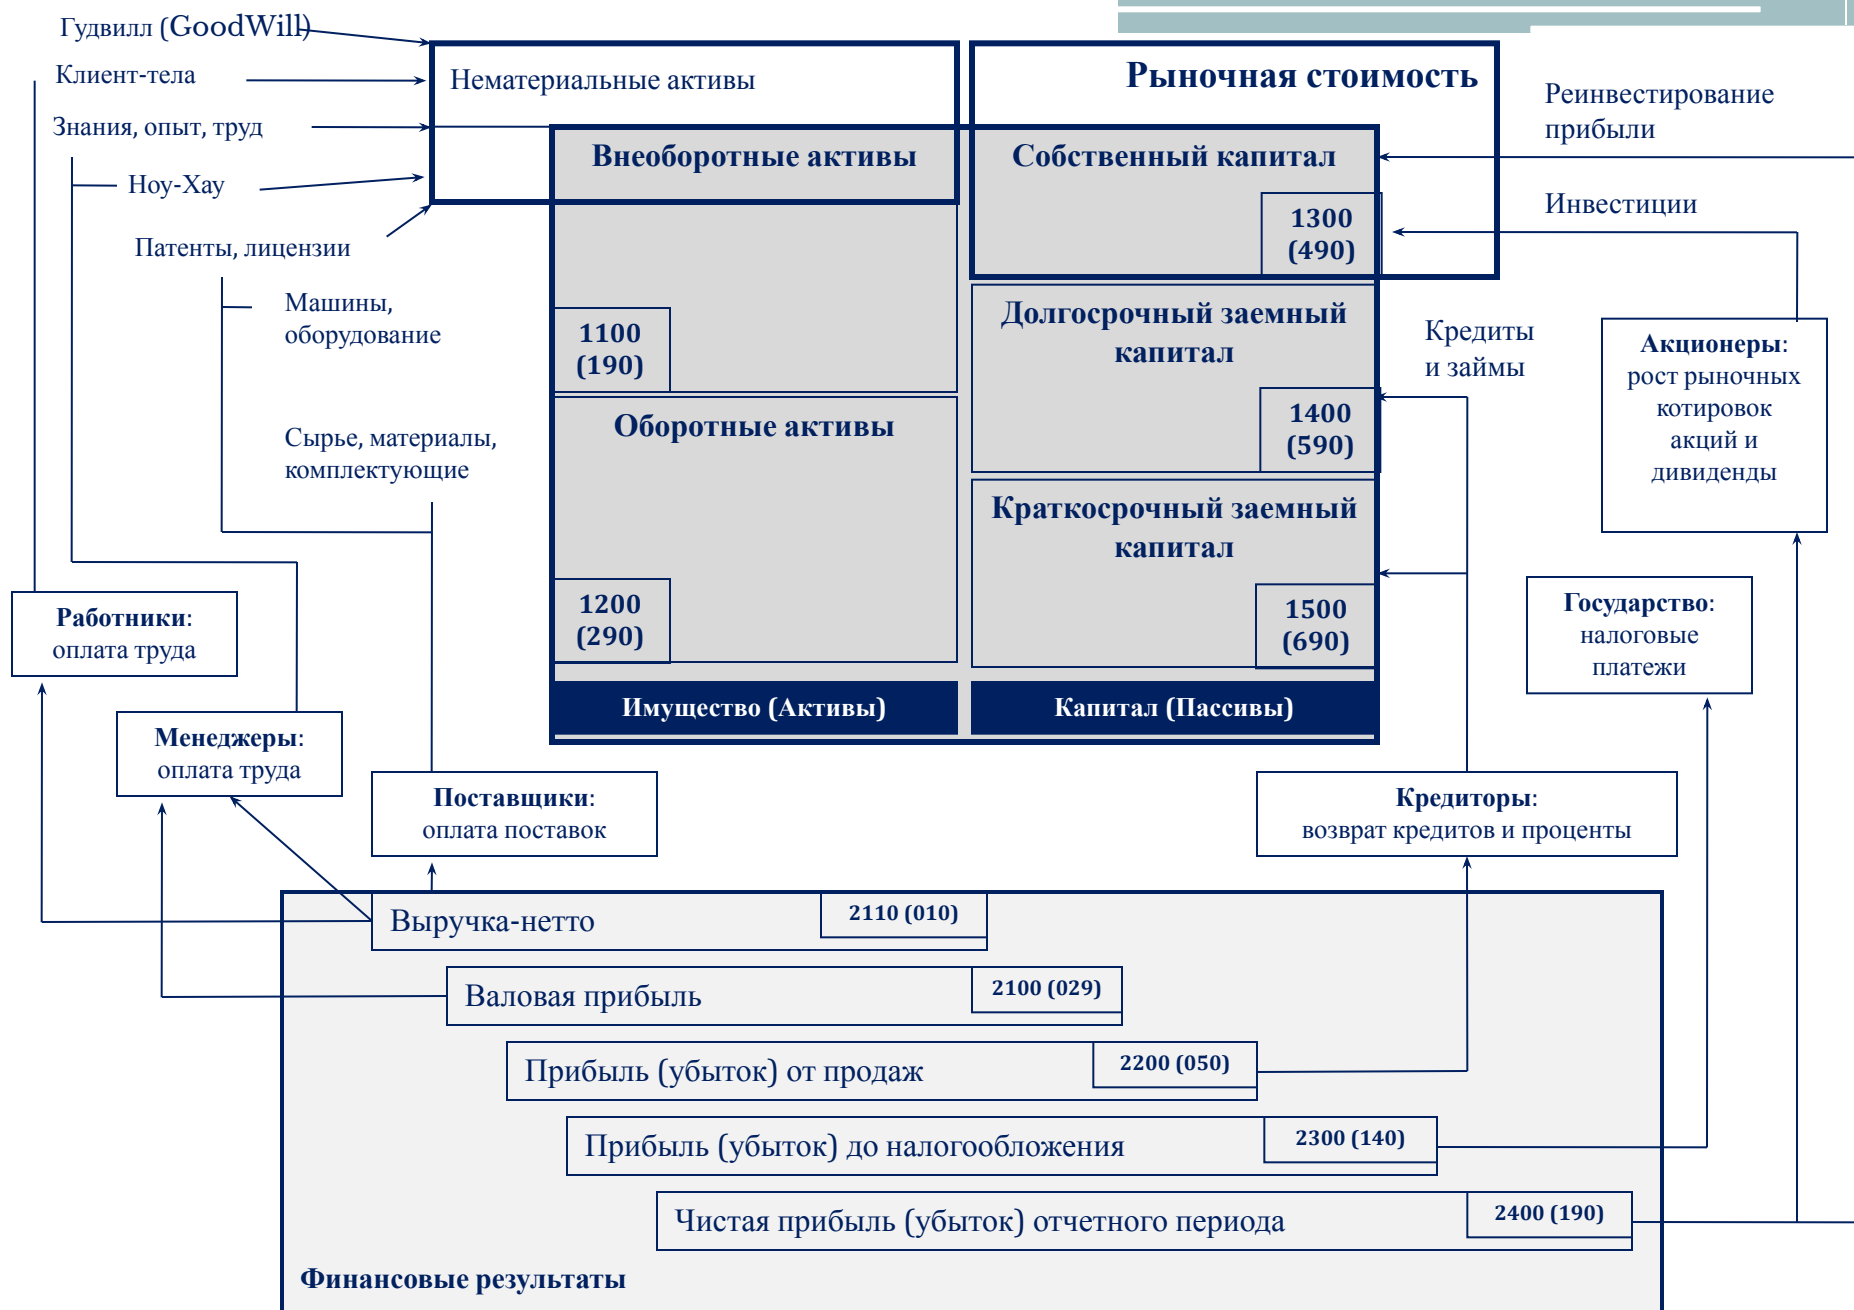 Гудвилл (GoodWill)
Клиент-тела
Знания, опыт, труд
Ноу-Хау
Патенты, лицензии
Машины,
оборудование
Сырье, материалы,
комплектующие
Нематериальные активы
Рыночная стоимость
Внеоборотные активы
1100
(190)
Оборотные активы
1200
(290)
Имущество (Активы)
Собственный капитал
1300
(490)
Долгосрочный заемный
капитал
1400
(590)
Краткосрочный заемный
капитал
1500
(690)
Капитал (Пассивы)
Реинвестирование
прибыли
Инвестиции
Кредиты
и займы
Акционеры:
рост рыночных
котировок
акций и
дивиденды
Государство:
налоговые
платежи
Работники:
оплата труда
Менеджеры:
оплата труда
Поставщики:
оплата поставок
Кредиторы:
возврат кредитов и проценты
Выручка-нетто
2110 (010)
Валовая прибыль
2100 (029)
Прибыль (убыток) от продаж
2200 (050)
Прибыль (убыток) до налогообложения
2300 (140)
Чистая прибыль (убыток) отчетного периода
2400 (190)
Финансовые результаты